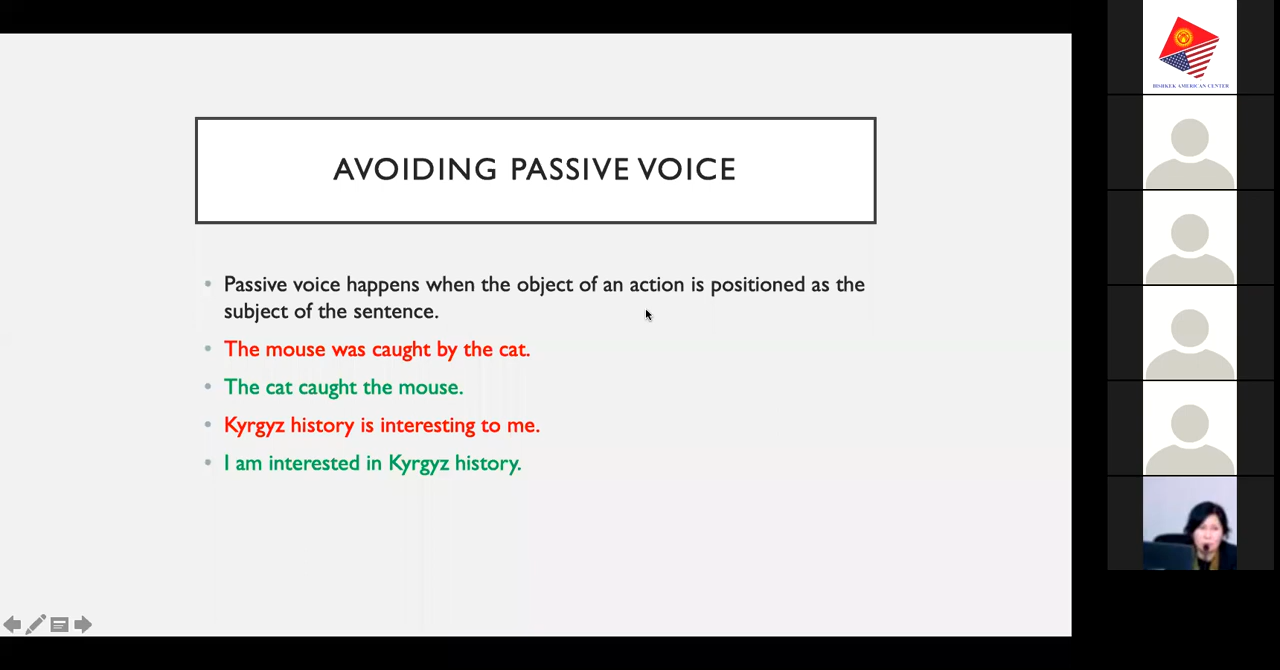 AVOIDING PASSIVE VOICE
Passive voice happens when the object of an action is positioned as the
subject of the sentence.
The mouse was caught by the cat.
The cat caught the mouse.
Kyrgyz history is interesting to me.
I am interested in Kyrgyz history.
BISHKEK AMERICAN CENTER